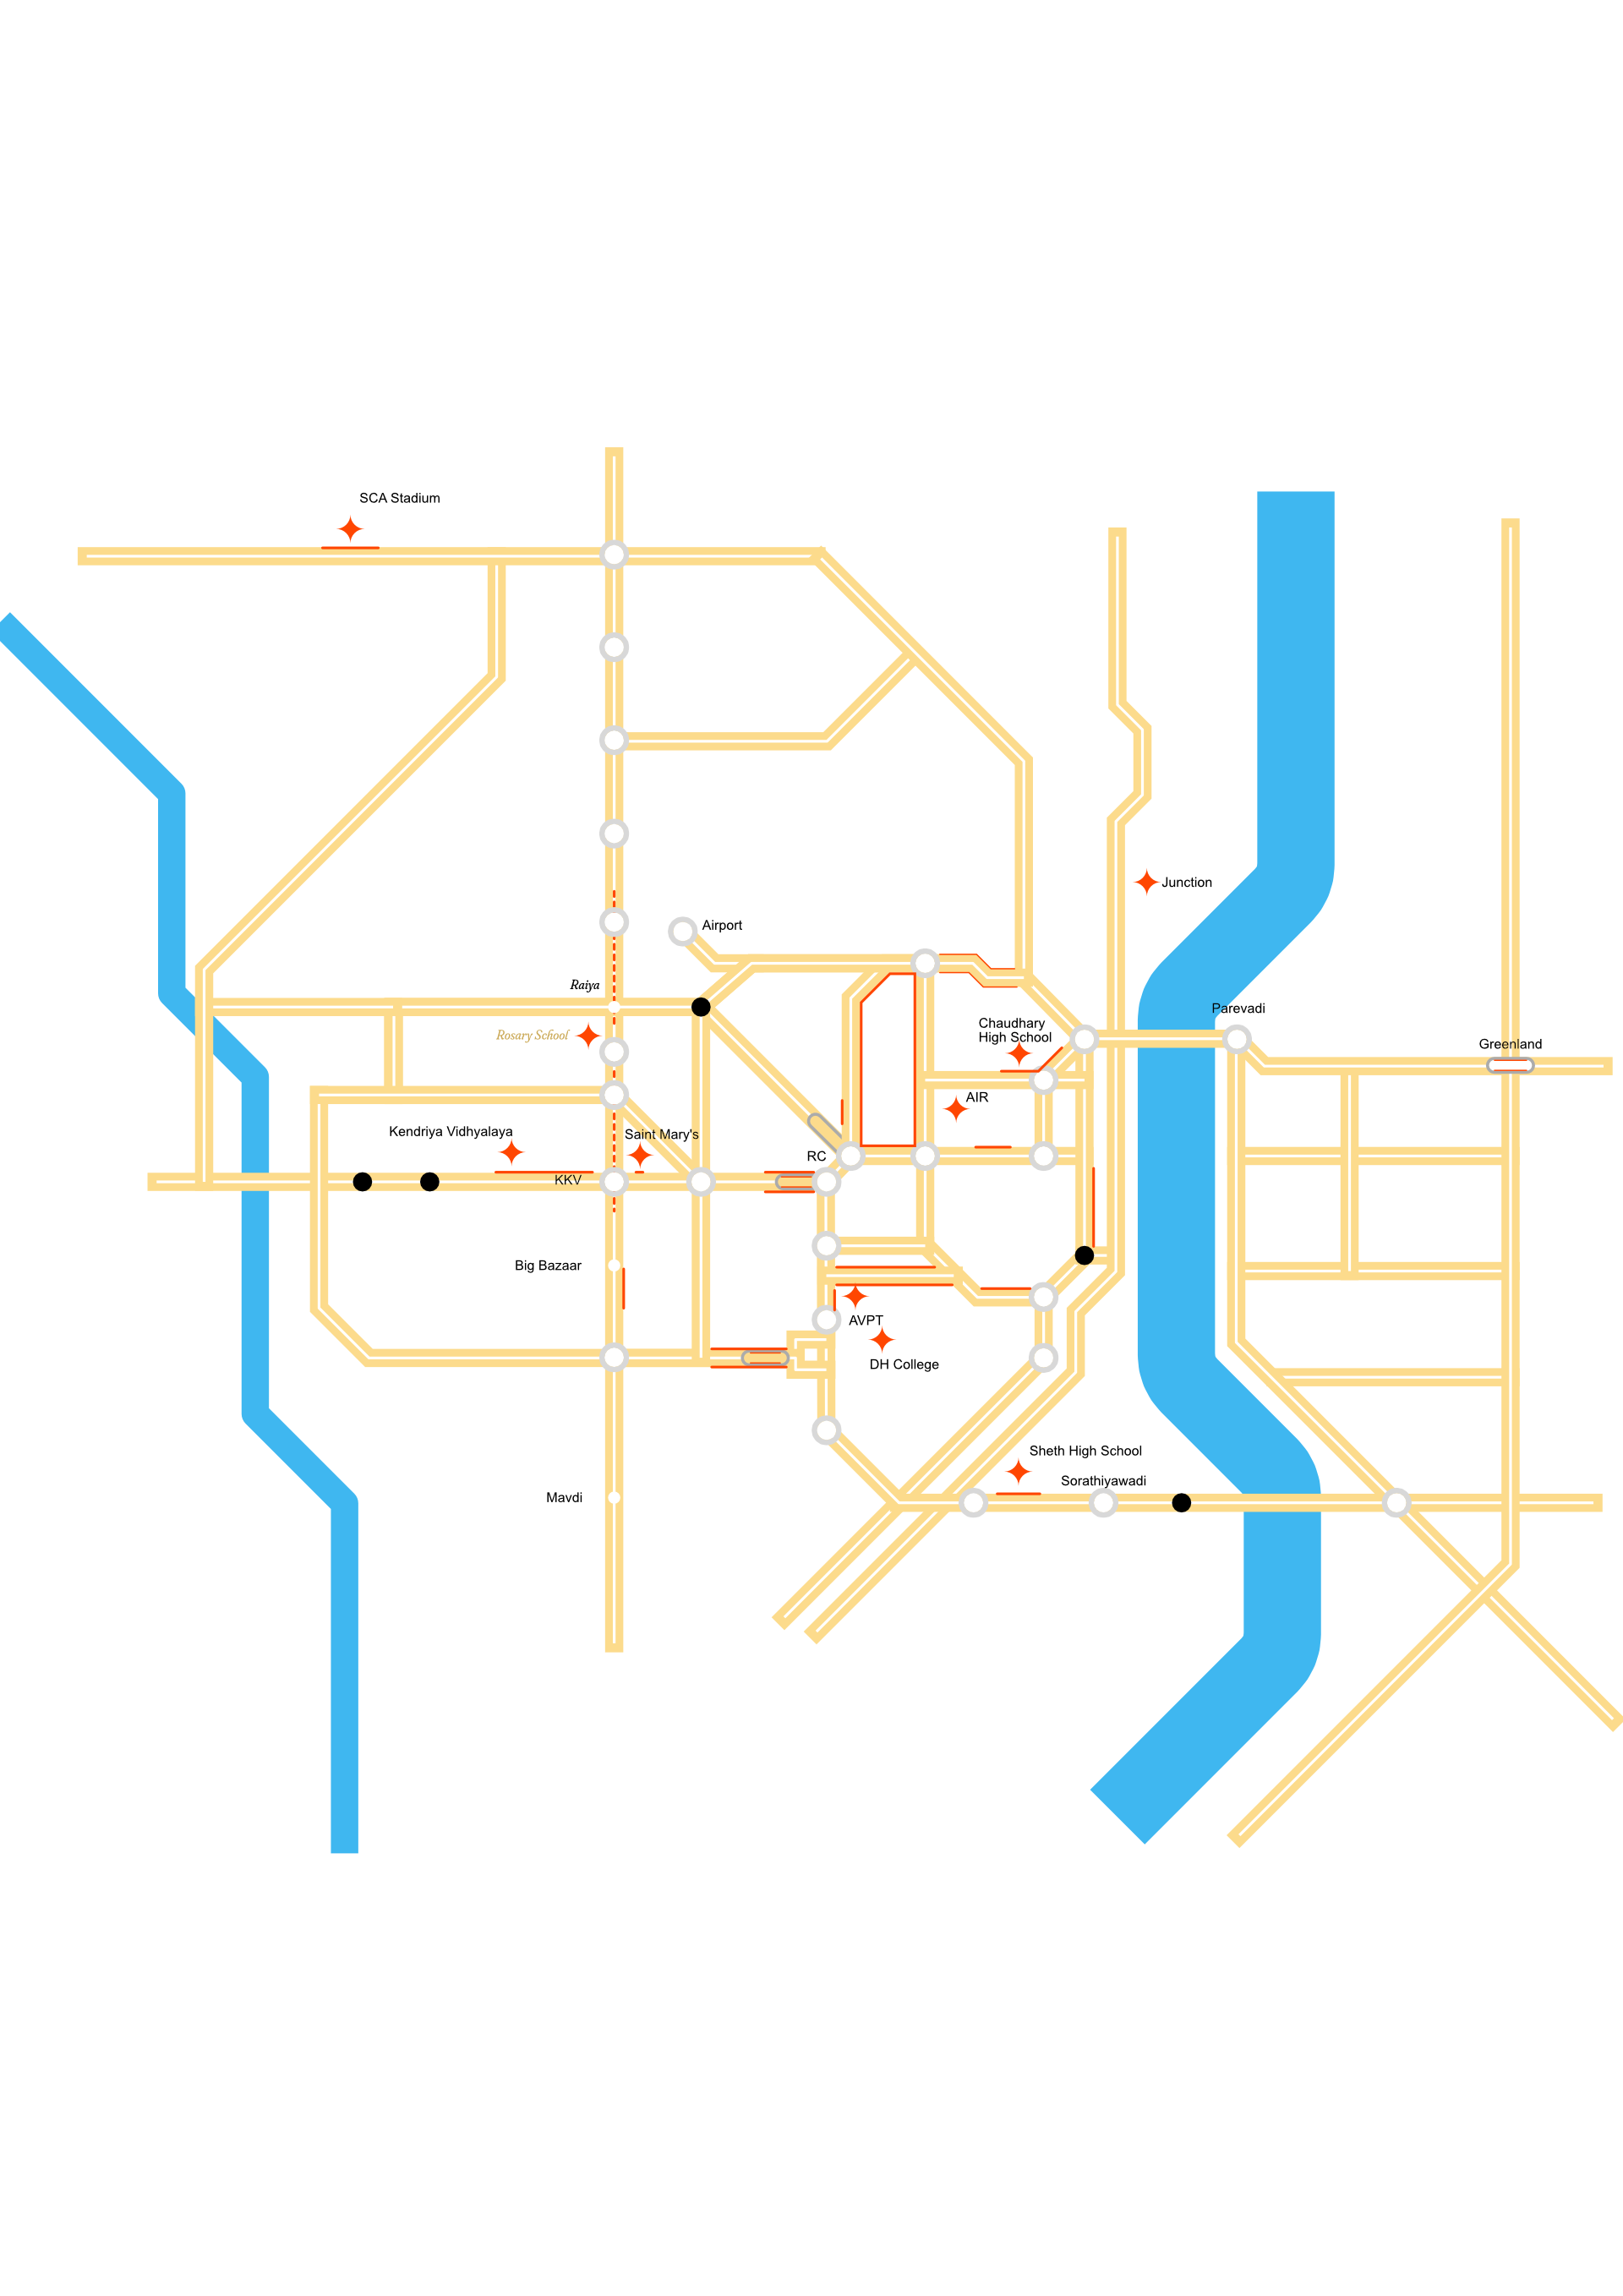 SCA Stadium
Junction
Airport
Raiya
Parevadi
Chaudhary
High School
Rosary School
Greenland
AIR
Kendriya Vidhyalaya
Saint Mary's
RC
KKV
Big Bazaar
AVPT
DH College
Sheth High School
Sorathiyawadi
Mavdi